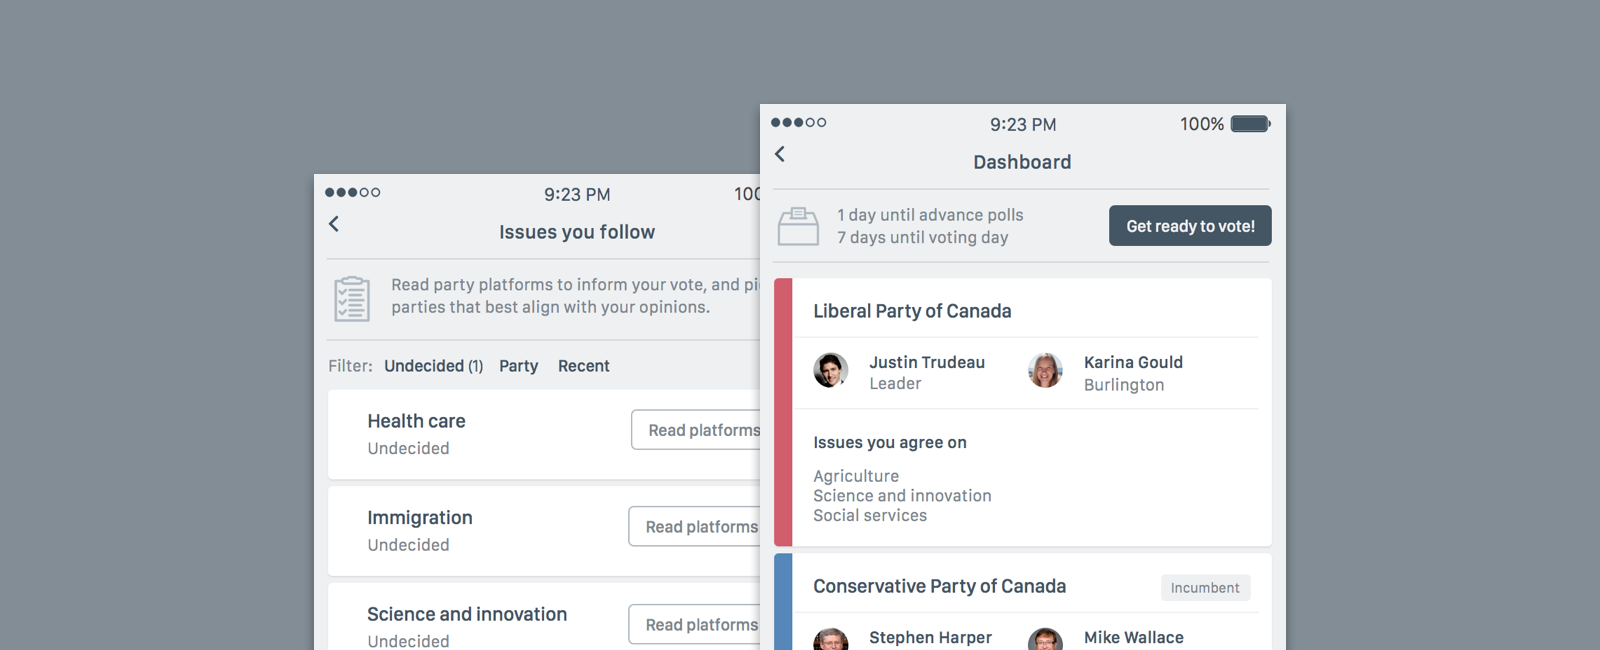 9:23 PM
Issues you follow
Read party platforms to inform your vote, and
parties that best align with your opinions.
Filter: Undecided (1) Party Recent
Health care
Undecided
Read platforms
Immigration
Undecided
Read platforms
Science and innovation
Undecided
Read platforms
9:23 PM
100%
Dashboard
1 day until advance polls
7 days until voting day
Get ready to vote!
Liberal Party of Canada
Justin Trudeau
Leader
Karina Gould
Burlington
Issues you agree on
Agriculture
Science and innovation
Social services
Conservative Party of Canada
Incumbent
Stephen Harper
Mike Wallace